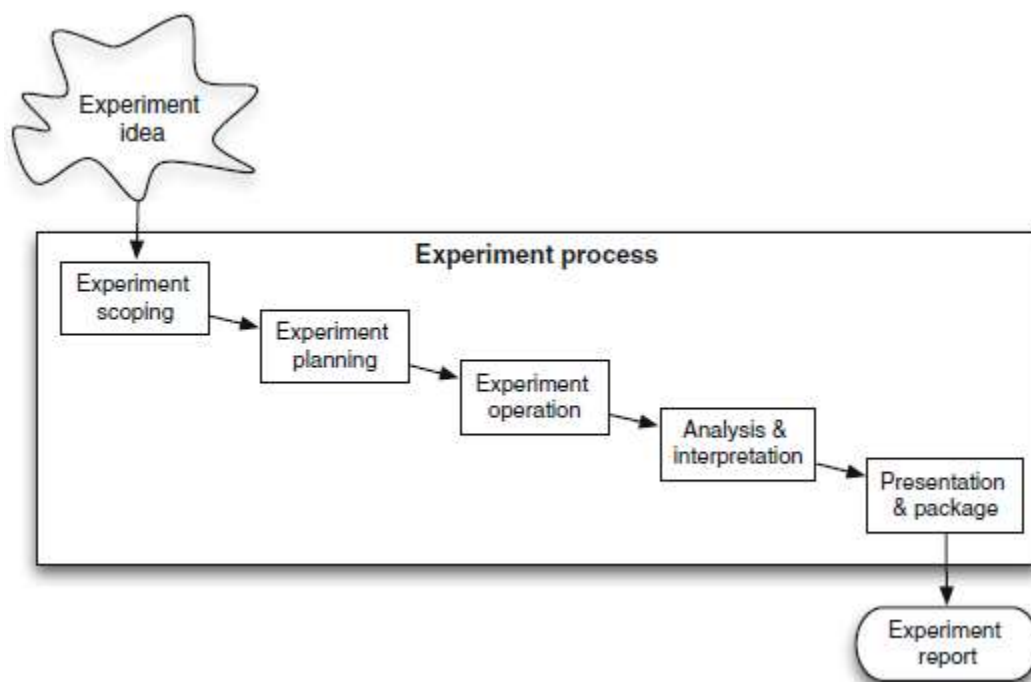 Experiment
idea
Experiment process
Experiment
scoping
Experiment
planning
Experiment
operation
Analysis &
interpretation
Presentation
& package
Experiment
report